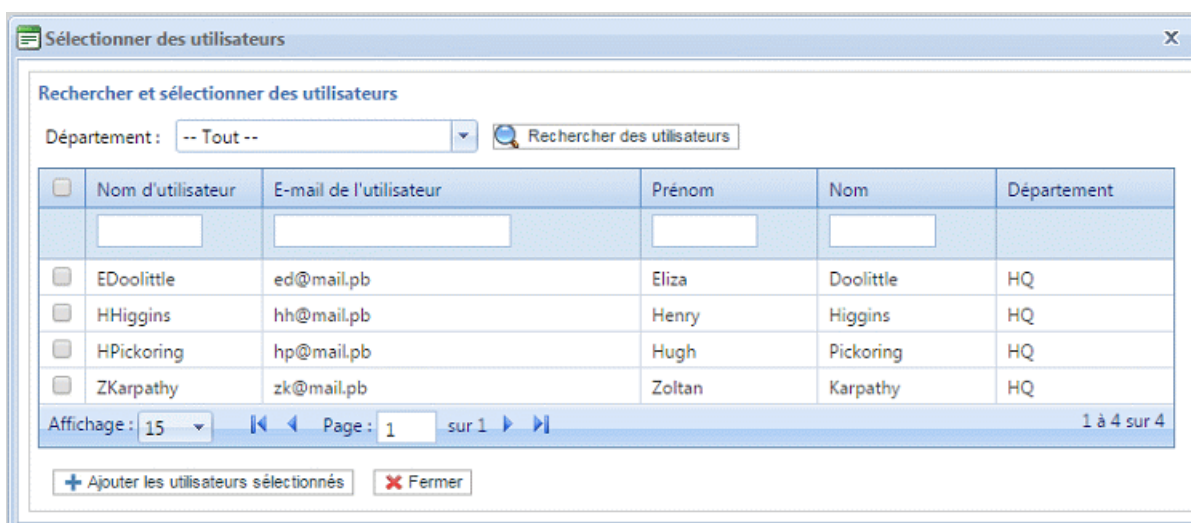 Sélectionner des utilisateurs X
Rechercher et sélectionner des utilisateurs
Département : -- Tout -- Rechercher des utilisateurs
Nom d'utilisateur E-mail de l'utilisateur Prénom Nom Département
EDoolittle ed@mail.pb Eliza Doolittle HQ
HHiggins hh@mail.pb Henry Higgins HQ
HPickoring hp@mail.pb Hugh Pickoring HQ
ZKarpathy zk@mail.pb Zoltan Karpathy HQ
Affichage : 15 Page : 1 sur 1 1 à 4 sur 4
Ajouter les utilisateurs sélectionnés Fermer